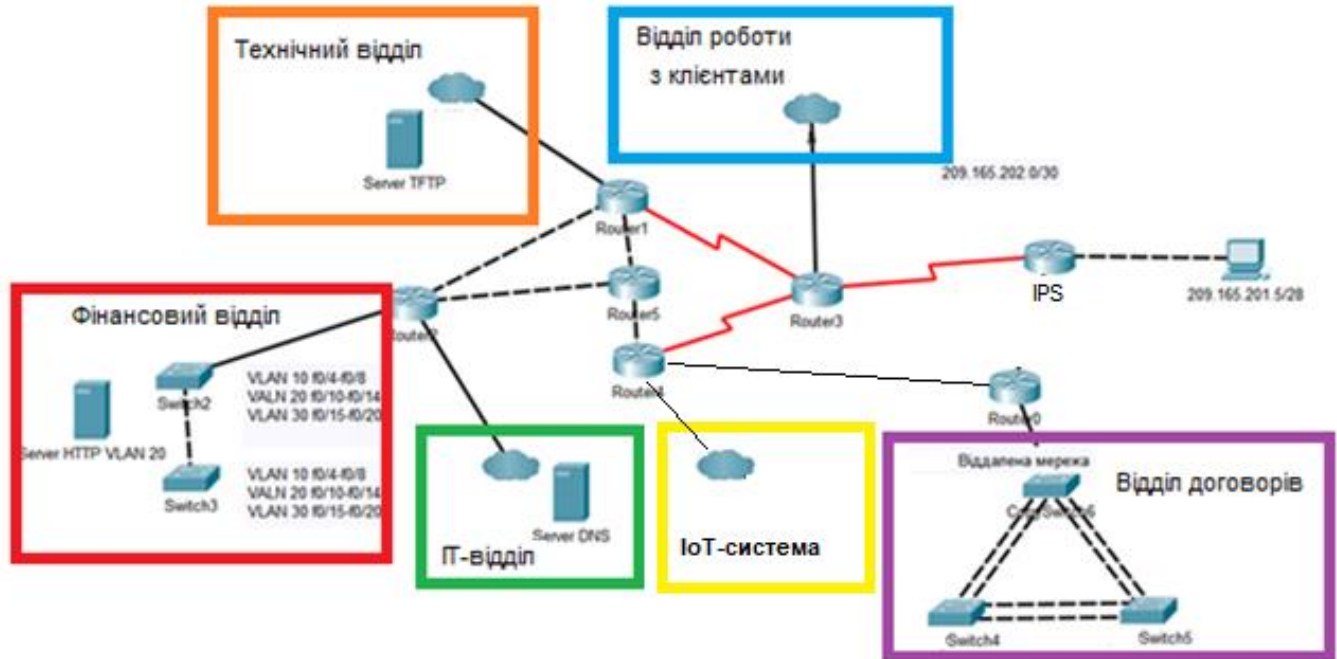 Технічний відділ
Server TFTP
Відділ роботи
з клієнтами
209.165.202.0/30
Router1
Router5
Router2
Router3
Router4
IPS
209.165.201.5/28
Router0
Фінансовий відділ
Switch2
VLAN 10 f0/4-f0/8
VALN 20 f0/10-f0/14
VLAN 30 f0/15-f0/20
Server HTTP VLAN 20
Switch3
VLAN 10 f0/4-f0/8
VALN 20 f0/10-f0/14
VLAN 30 f0/15-f0/20
Server DNS
ІТ-відділ
ІоТ-система
Віддалена мережа
Відділ договорів
Switch4
Switch5